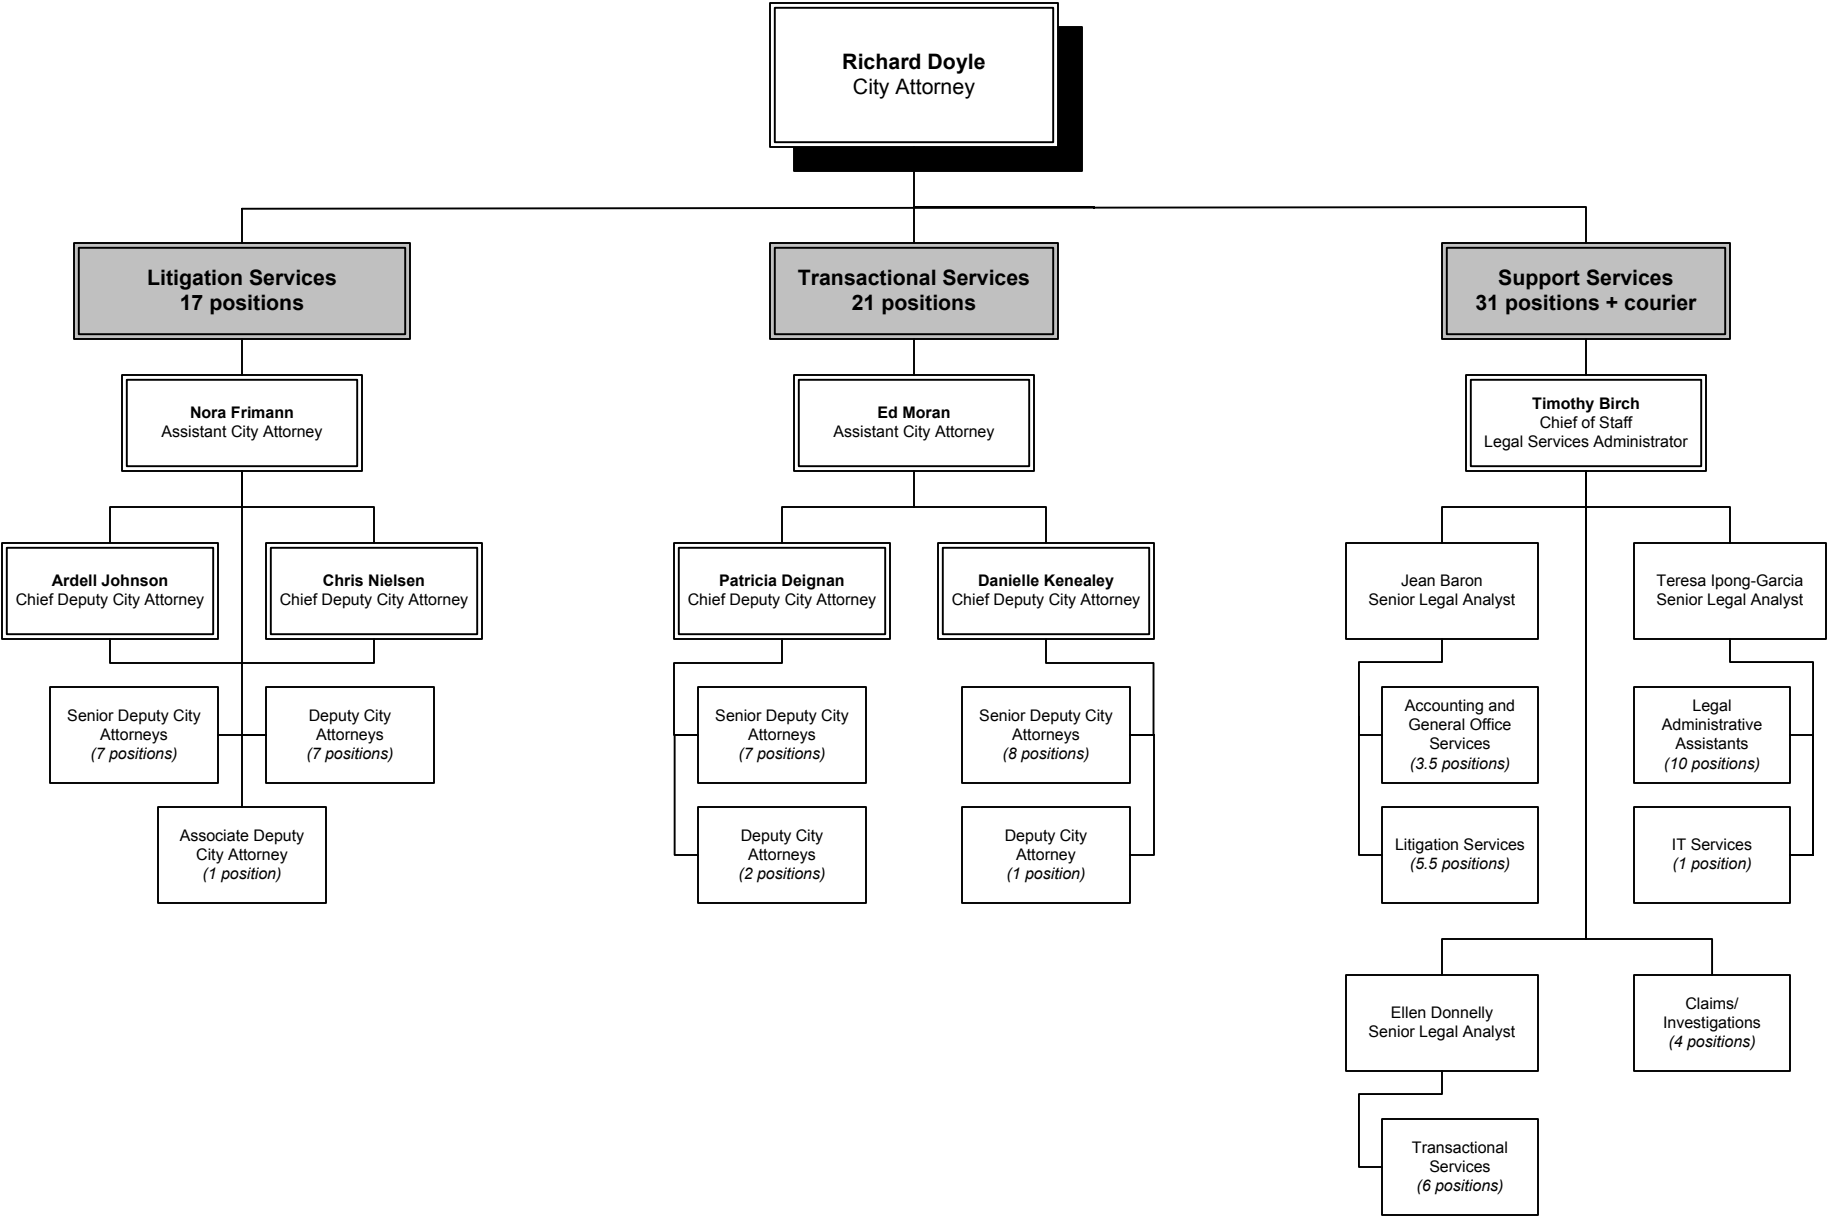 Richard Doyle
City Attorney
Litigation Services
17 positions
Transactional Services
21 positions
Support Services
31 positions + courier
Nora Frimann
Assistant City Attorney
Ed Moran
Assistant City Attorney
Timothy Birch
Chief of Staff
Legal Services Administrator
Ardell Johnson
Chief Deputy City Attorney
Chris Nielsen
Chief Deputy City Attorney
Patricia Deignan
Chief Deputy City Attorney
Danielle Kenealey
Chief Deputy City Attorney
Jean Baron
Senior Legal Analyst
Teresa Ipong-Garcia
Senior Legal Analyst
Senior Deputy City
Attorneys
(7 positions)
Deputy City
Attorneys
(7 positions)
Senior Deputy City
Attorneys
(7 positions)
Senior Deputy City
Attorneys
(8 positions)
Accounting and
General Office
Services
(3.5 positions)
Legal
Administrative
Assistants
(10 positions)
Associate Deputy
City Attorney
(1 position)
Deputy City
Attorneys
(2 positions)
Deputy City
Attorney
(1 position)
Litigation Services
(5.5 positions)
IT Services
(1 position)
Ellen Donnelly
Senior Legal Analyst
Claims/
Investigations
(4 positions)
Transactional
Services
(6 positions)